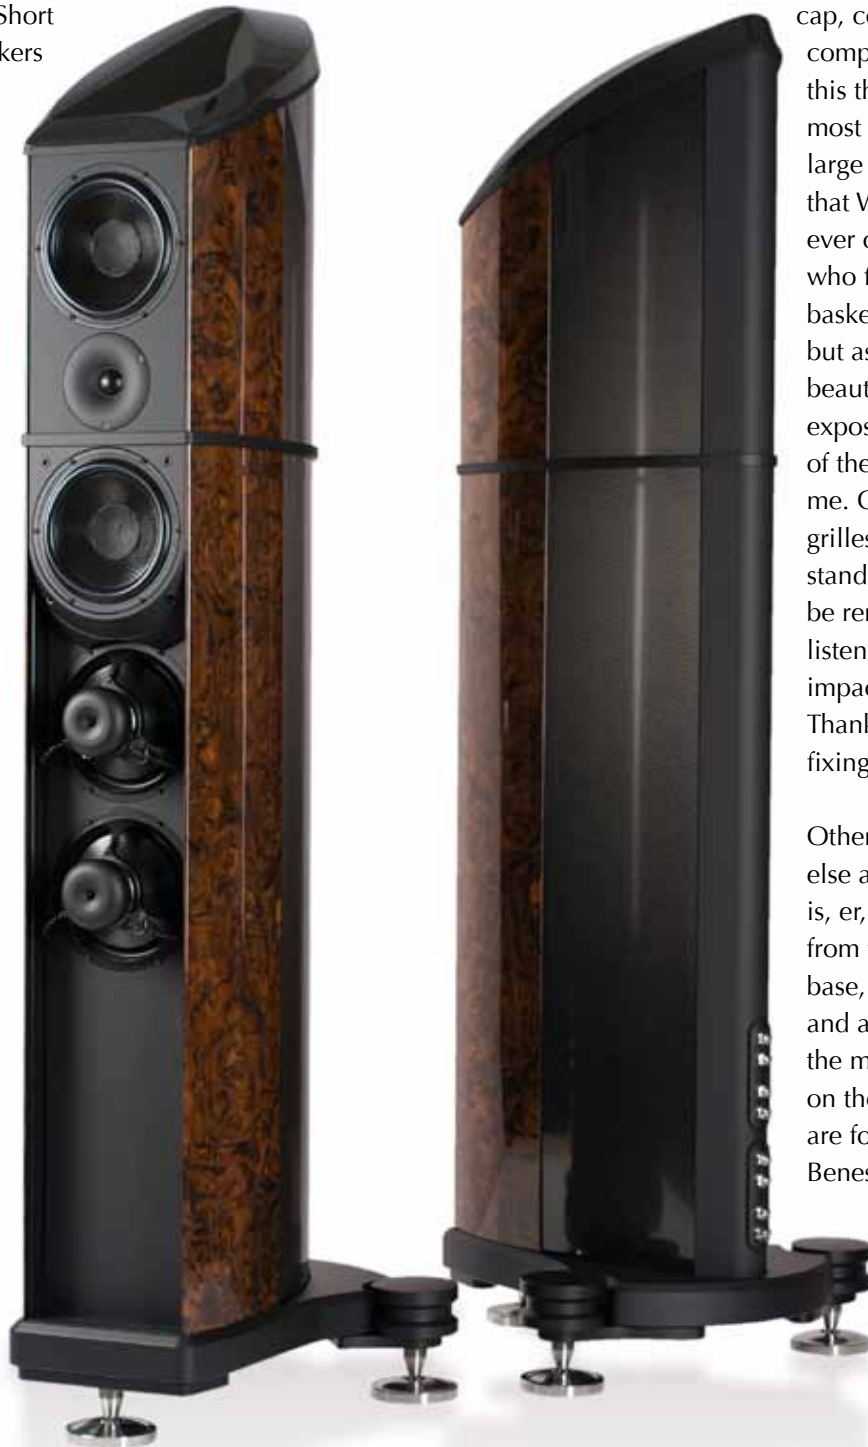 Short
kers
cap, c
comp
this th
most
large
that W
ever
who f
baske
but as
beaut
expos
of the
me.
grilles
stand
be re
listen
impac
Thank
fixing
Other
else a
is, er,
from
base,
and a
the m
on the
are fo
Benes